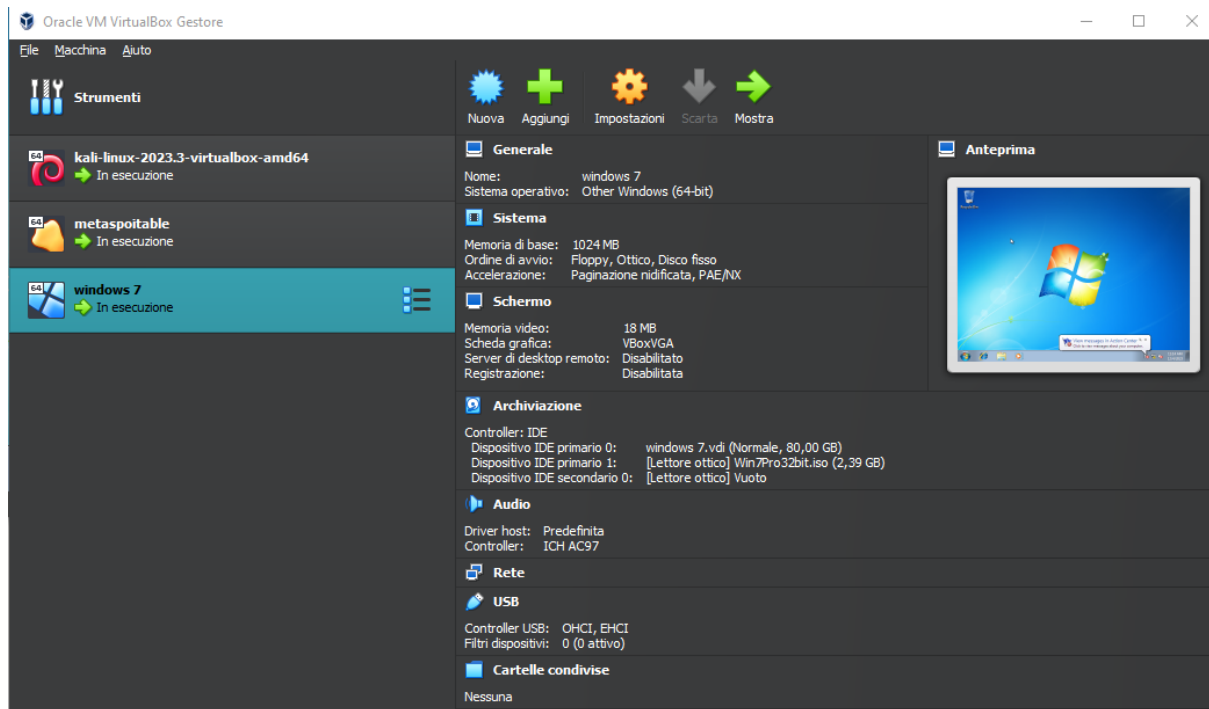 Oracle VM VirtualBox Gestore
File Macchina Aiuto
Strumenti
Nuova Aggiungi Impostazioni Scarta Mostra
64 kali-linux-2023.3-virtualbox-amd64
In esecuzione
64 metaspoitable
In esecuzione
64 windows 7
In esecuzione
Generale
Nome: windows 7
Sistema operativo: Other Windows (64-bit)
Sistema
Memoria di base: 1024 MB
Ordine di avvio: Floppy, Ottico, Disco fisso
Accelerazione: Paginazione nidificata, PAE/NX
Schermo
Memoria video: 18 MB
Scheda grafica: VBoxVGA
Server di desktop remoto: Disabilitato
Registrazione: Disabilitata
Anteprima
Archiviazione
Controller: IDE
Dispositivo IDE primario 0: windows 7.vdi (Normale, 80,00 GB)
Dispositivo IDE primario 1: [Lettore ottico] Win7Pro32bit.iso (2,39 GB)
Dispositivo IDE secondario 0: [Lettore ottico] Vuoto
Audio
Driver host: Predefinita
Controller: ICH AC97
Rete
USB
Controller USB: OHCI, EHCI
Filtri dispositivi: 0 (0 attivo)
Cartelle condivise
Nessuna